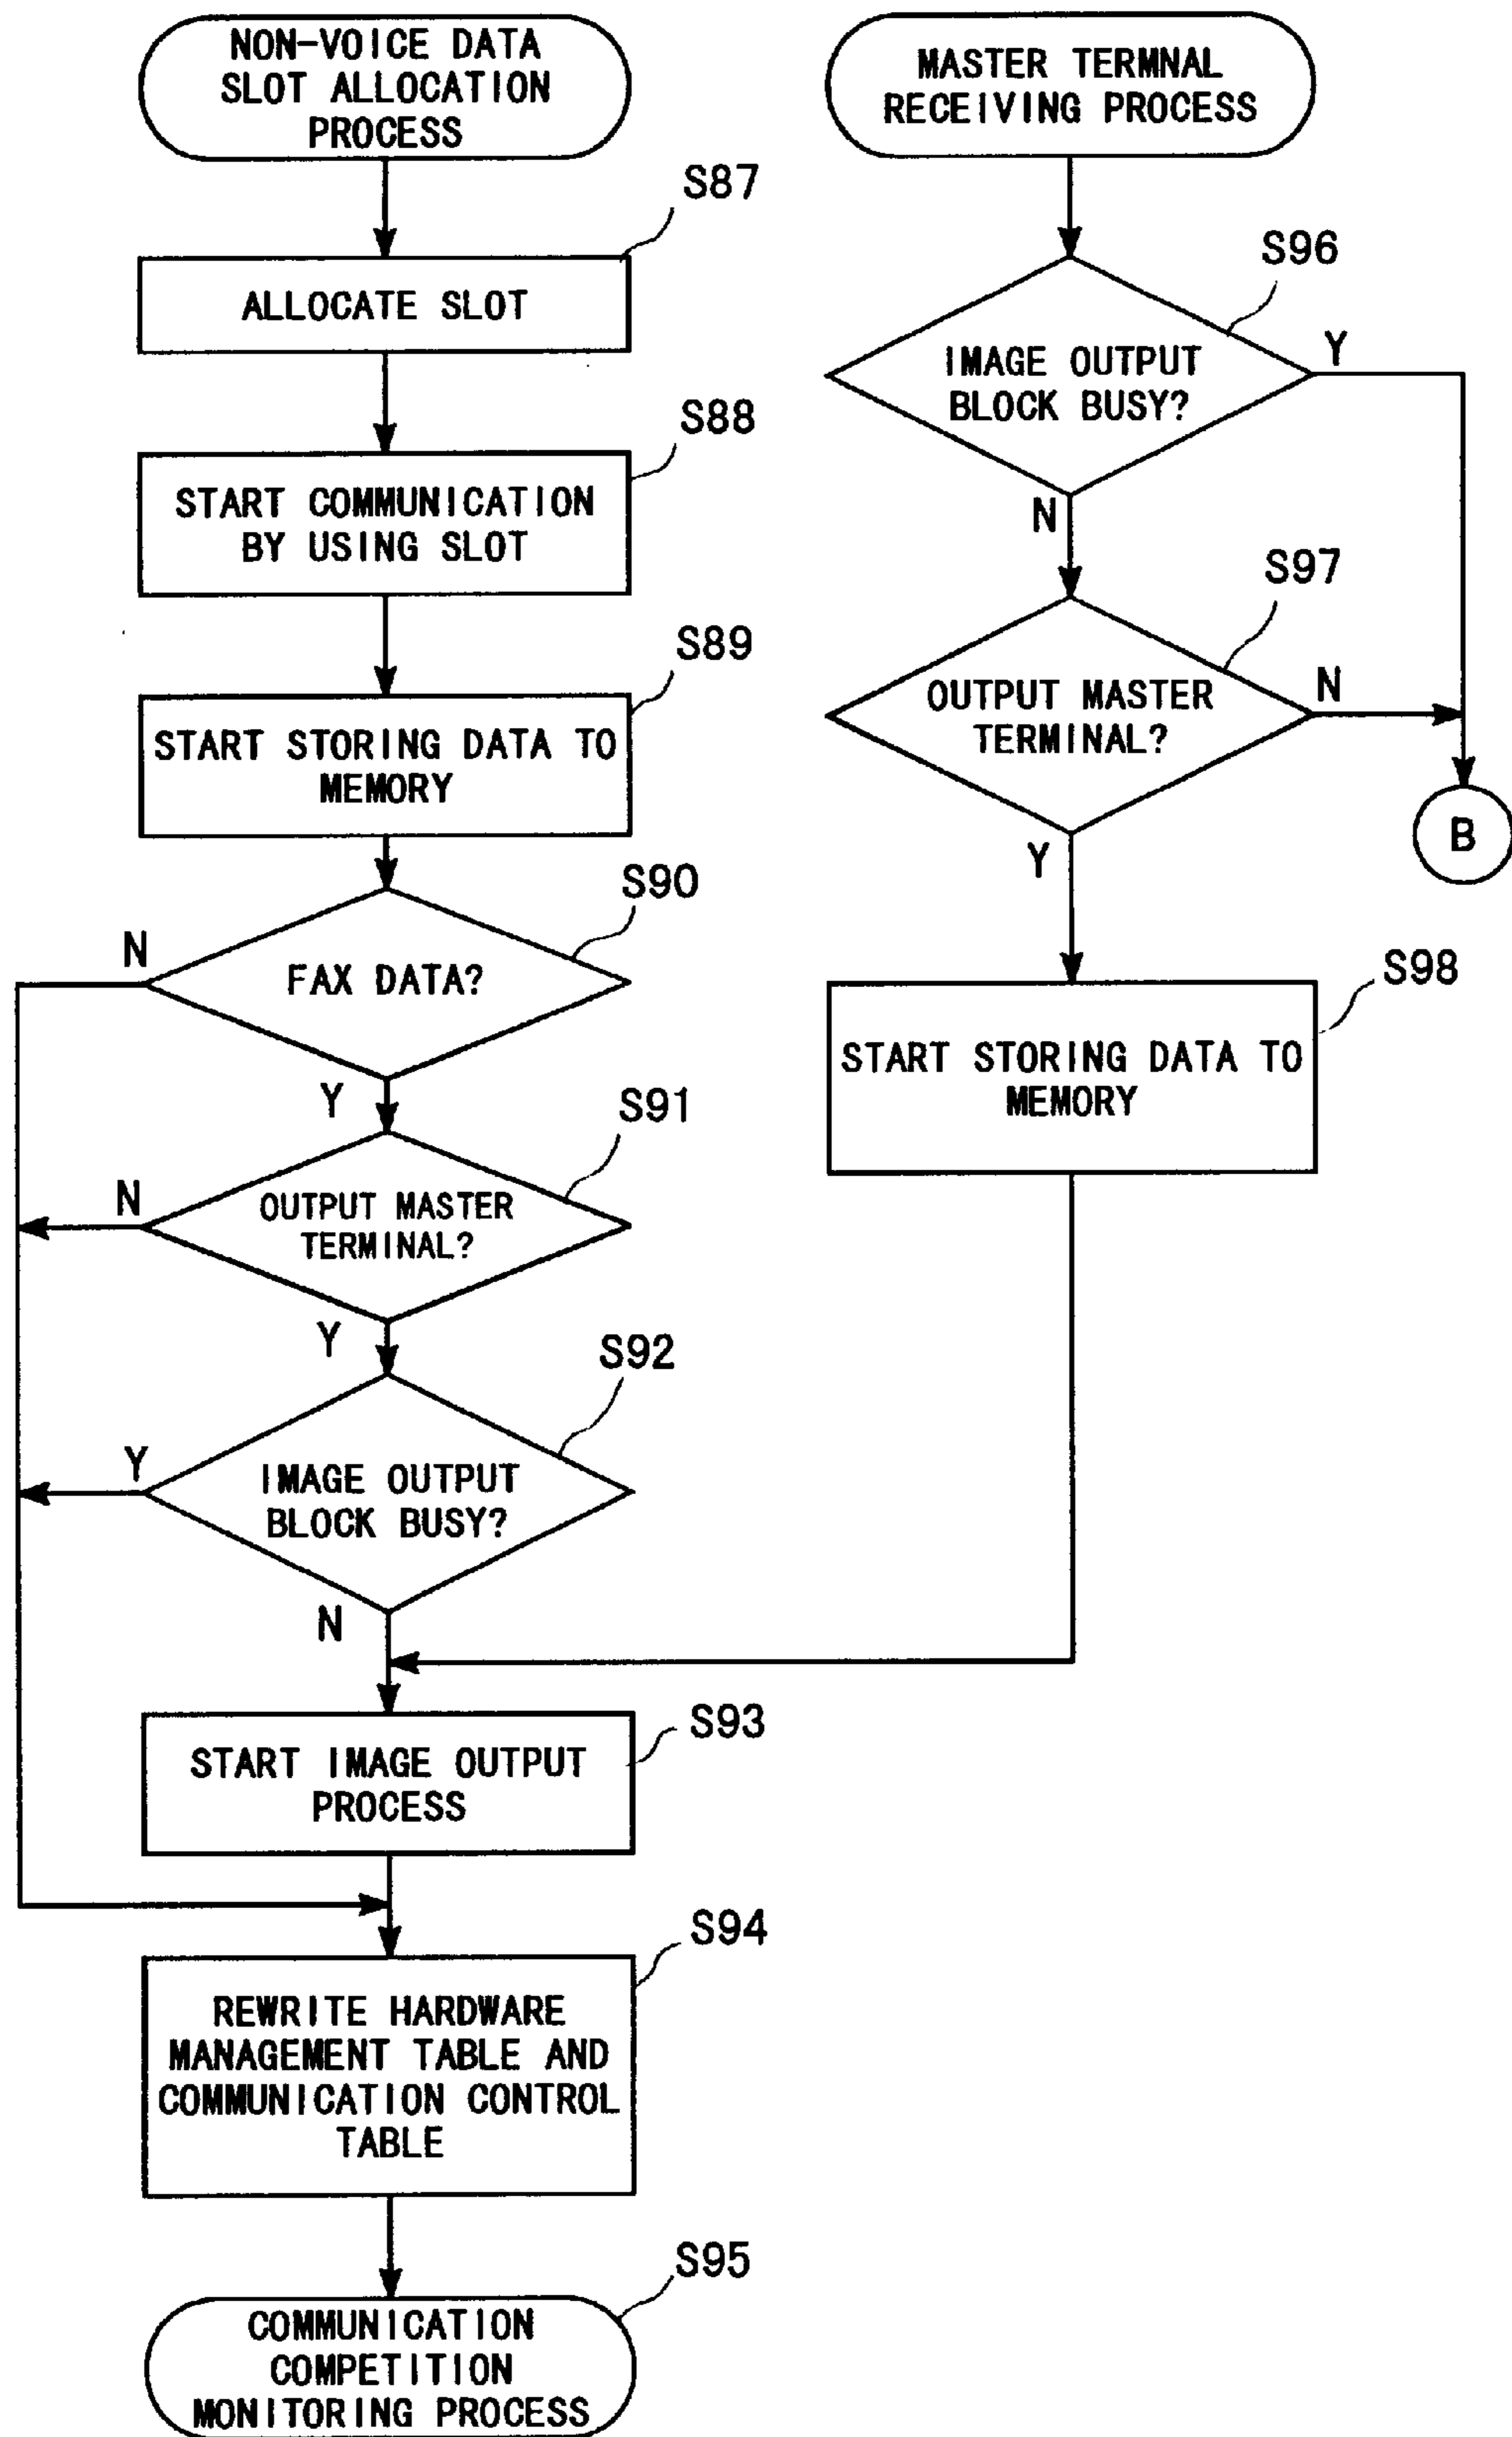 NON-VOICE DATA
SLOT ALLOCATION
PROCESS
S87
ALLOCATE SLOT
S88
START COMMUNICATION
BY USING SLOT
S89
START STORING DATA TO
MEMORY
S90
N
FAX DATA?
Y
S91
N
OUTPUT MASTER
TERMINAL?
Y
S92
Y
IMAGE OUTPUT
BLOCK BUSY?
N
S93
START IMAGE OUTPUT
PROCESS
S94
REWRITE HARDWARE
MANAGEMENT TABLE AND
COMMUNICATION CONTROL
TABLE
S95
COMMUNICATION
COMPETITION
MONITORING PROCESS
MASTER TERMNAL
RECEIVING PROCESS
S96
Y
IMAGE OUTPUT
BLOCK BUSY?
N
S97
N
OUTPUT MASTER
TERMINAL?
B
Y
S98
START STORING DATA TO
MEMORY